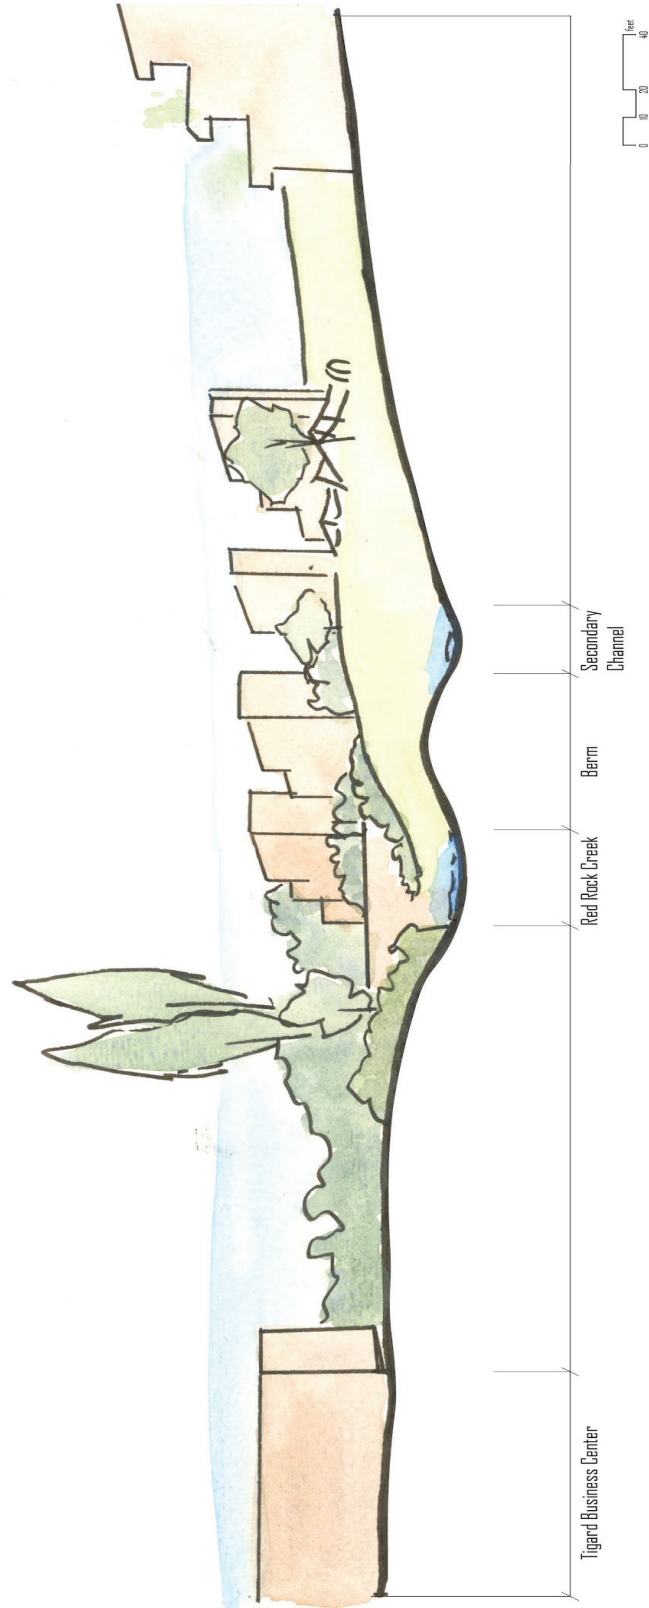 Tigard Business Center
Red Rock Creek
Berm
Secondary
Channel
0 10 20 40
feet